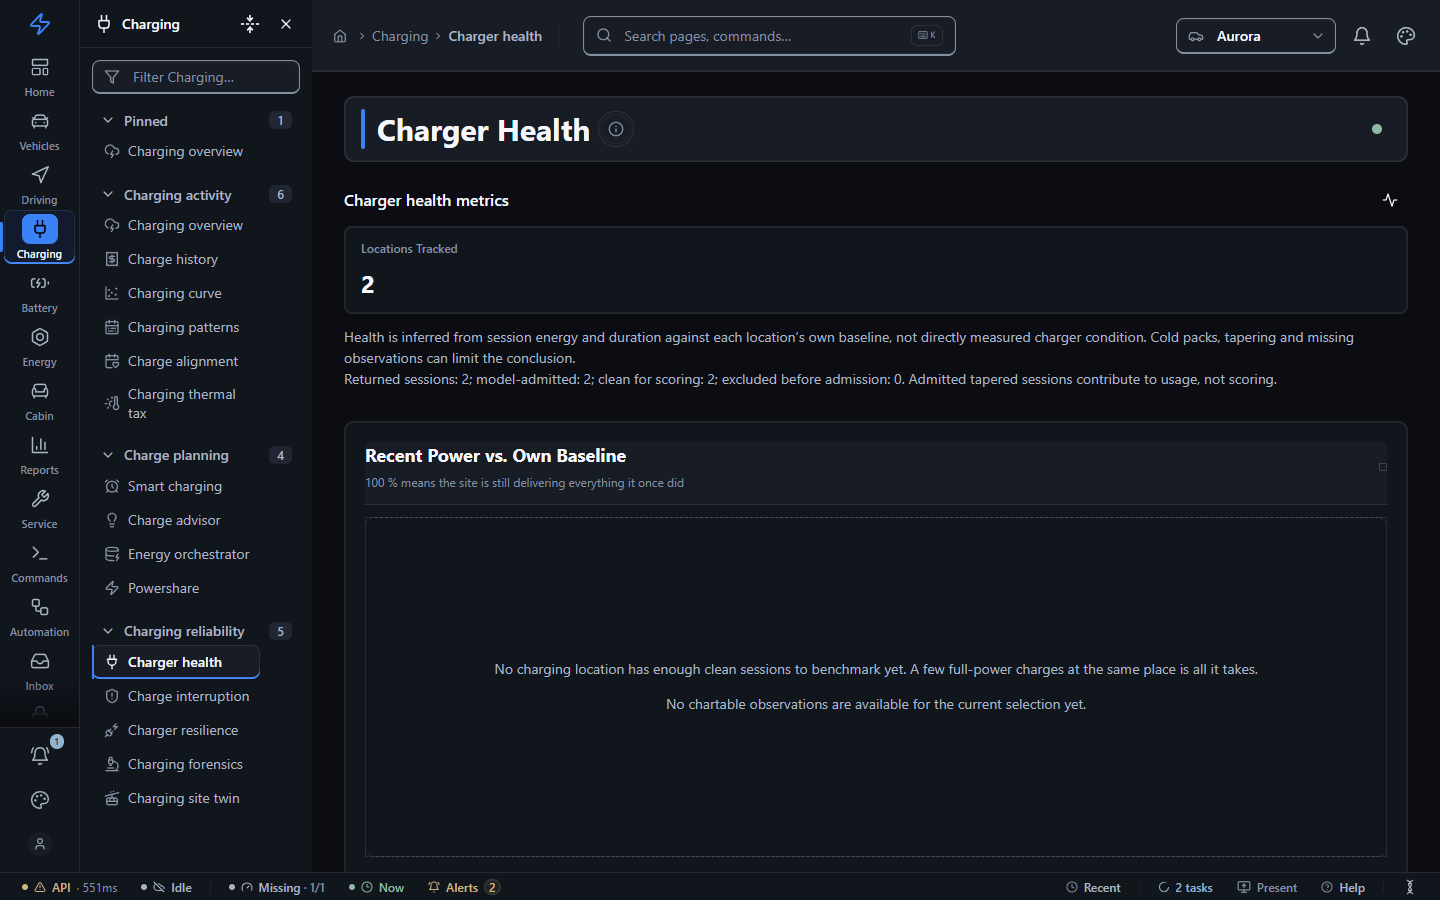 Charging
Charging
Charger health
Search pages, commands...
K
Aurora
Home
Vehicles
Driving
Charging
Battery
Energy
Cabin
Reports
Service
Commands
Automation
Inbox
1
Filter Charging...
Pinned 1
Charging overview
Charging activity 6
Charging overview
Charge history
Charging curve
Charging patterns
Charge alignment
Charging thermal
tax
Charge planning 4
Smart charging
Charge advisor
Energy orchestrator
Powershare
Charging reliability 5
Charger health
Charge interruption
Charger resilience
Charging forensics
Charging site twin
Charger Health
Charger health metrics
Locations Tracked
2
Health is inferred from session energy and duration against each location's own baseline, not directly measured charger condition. Cold packs, tapering and missing
observations can limit the conclusion.
Returned sessions: 2; model-admitted: 2; clean for scoring: 2; excluded before admission: 0. Admitted tapered sessions contribute to usage, not scoring.
Recent Power vs. Own Baseline
100 % means the site is still delivering everything it once did
No charging location has enough clean sessions to benchmark yet. A few full-power charges at the same place is all it takes.
No chartable observations are available for the current selection yet.
API · 551ms
Idle
Missing · 1/1
Now
Alerts 2
Recent
2 tasks
Present
Help